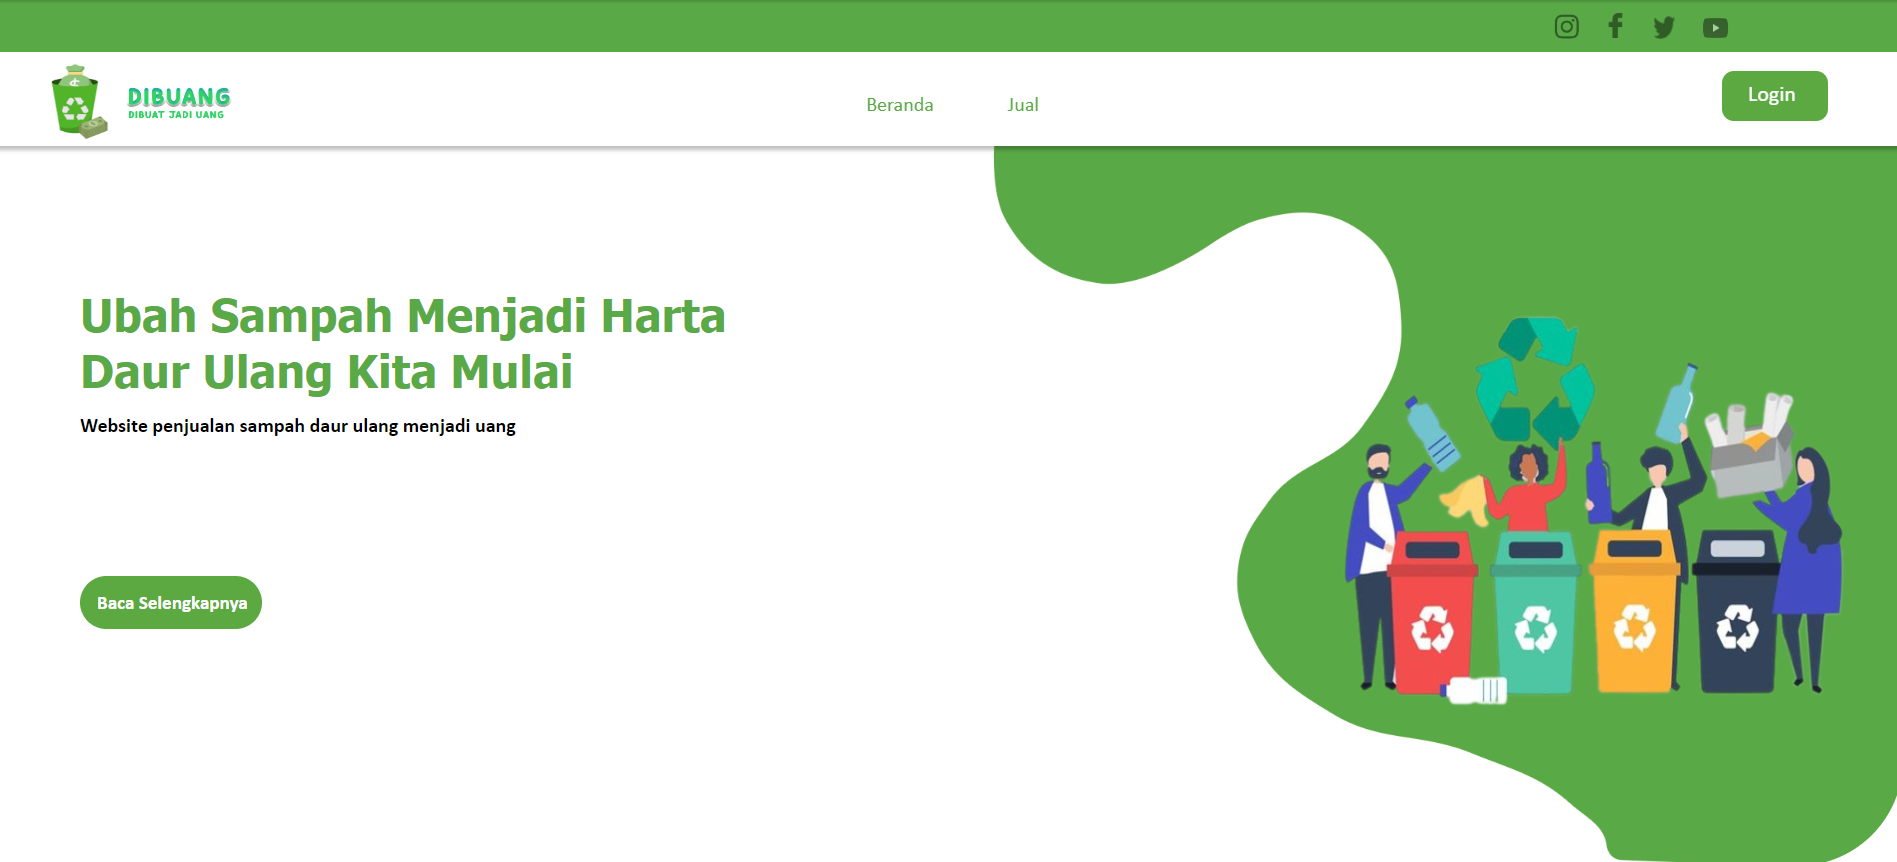 DIBUANG
DIBUAT JADI UANG
Beranda
Jual
Login
Ubah Sampah Menjadi Harta
Daur Ulang Kita Mulai
Website penjualan sampah daur ulang menjadi uang
Baca Selengkapnya